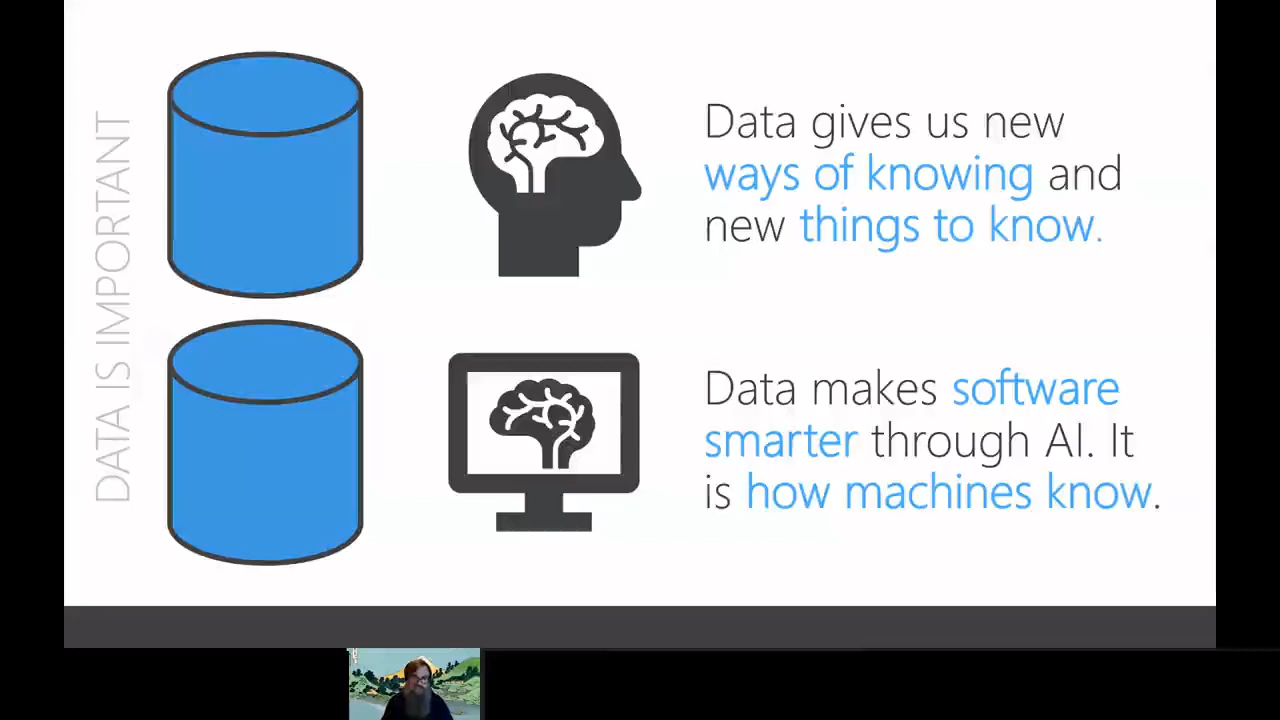 DATA IS IMPORTANT
Data gives us new
ways of knowing and
new things to know.
Data makes software
smarter through AI. It
is how machines know.